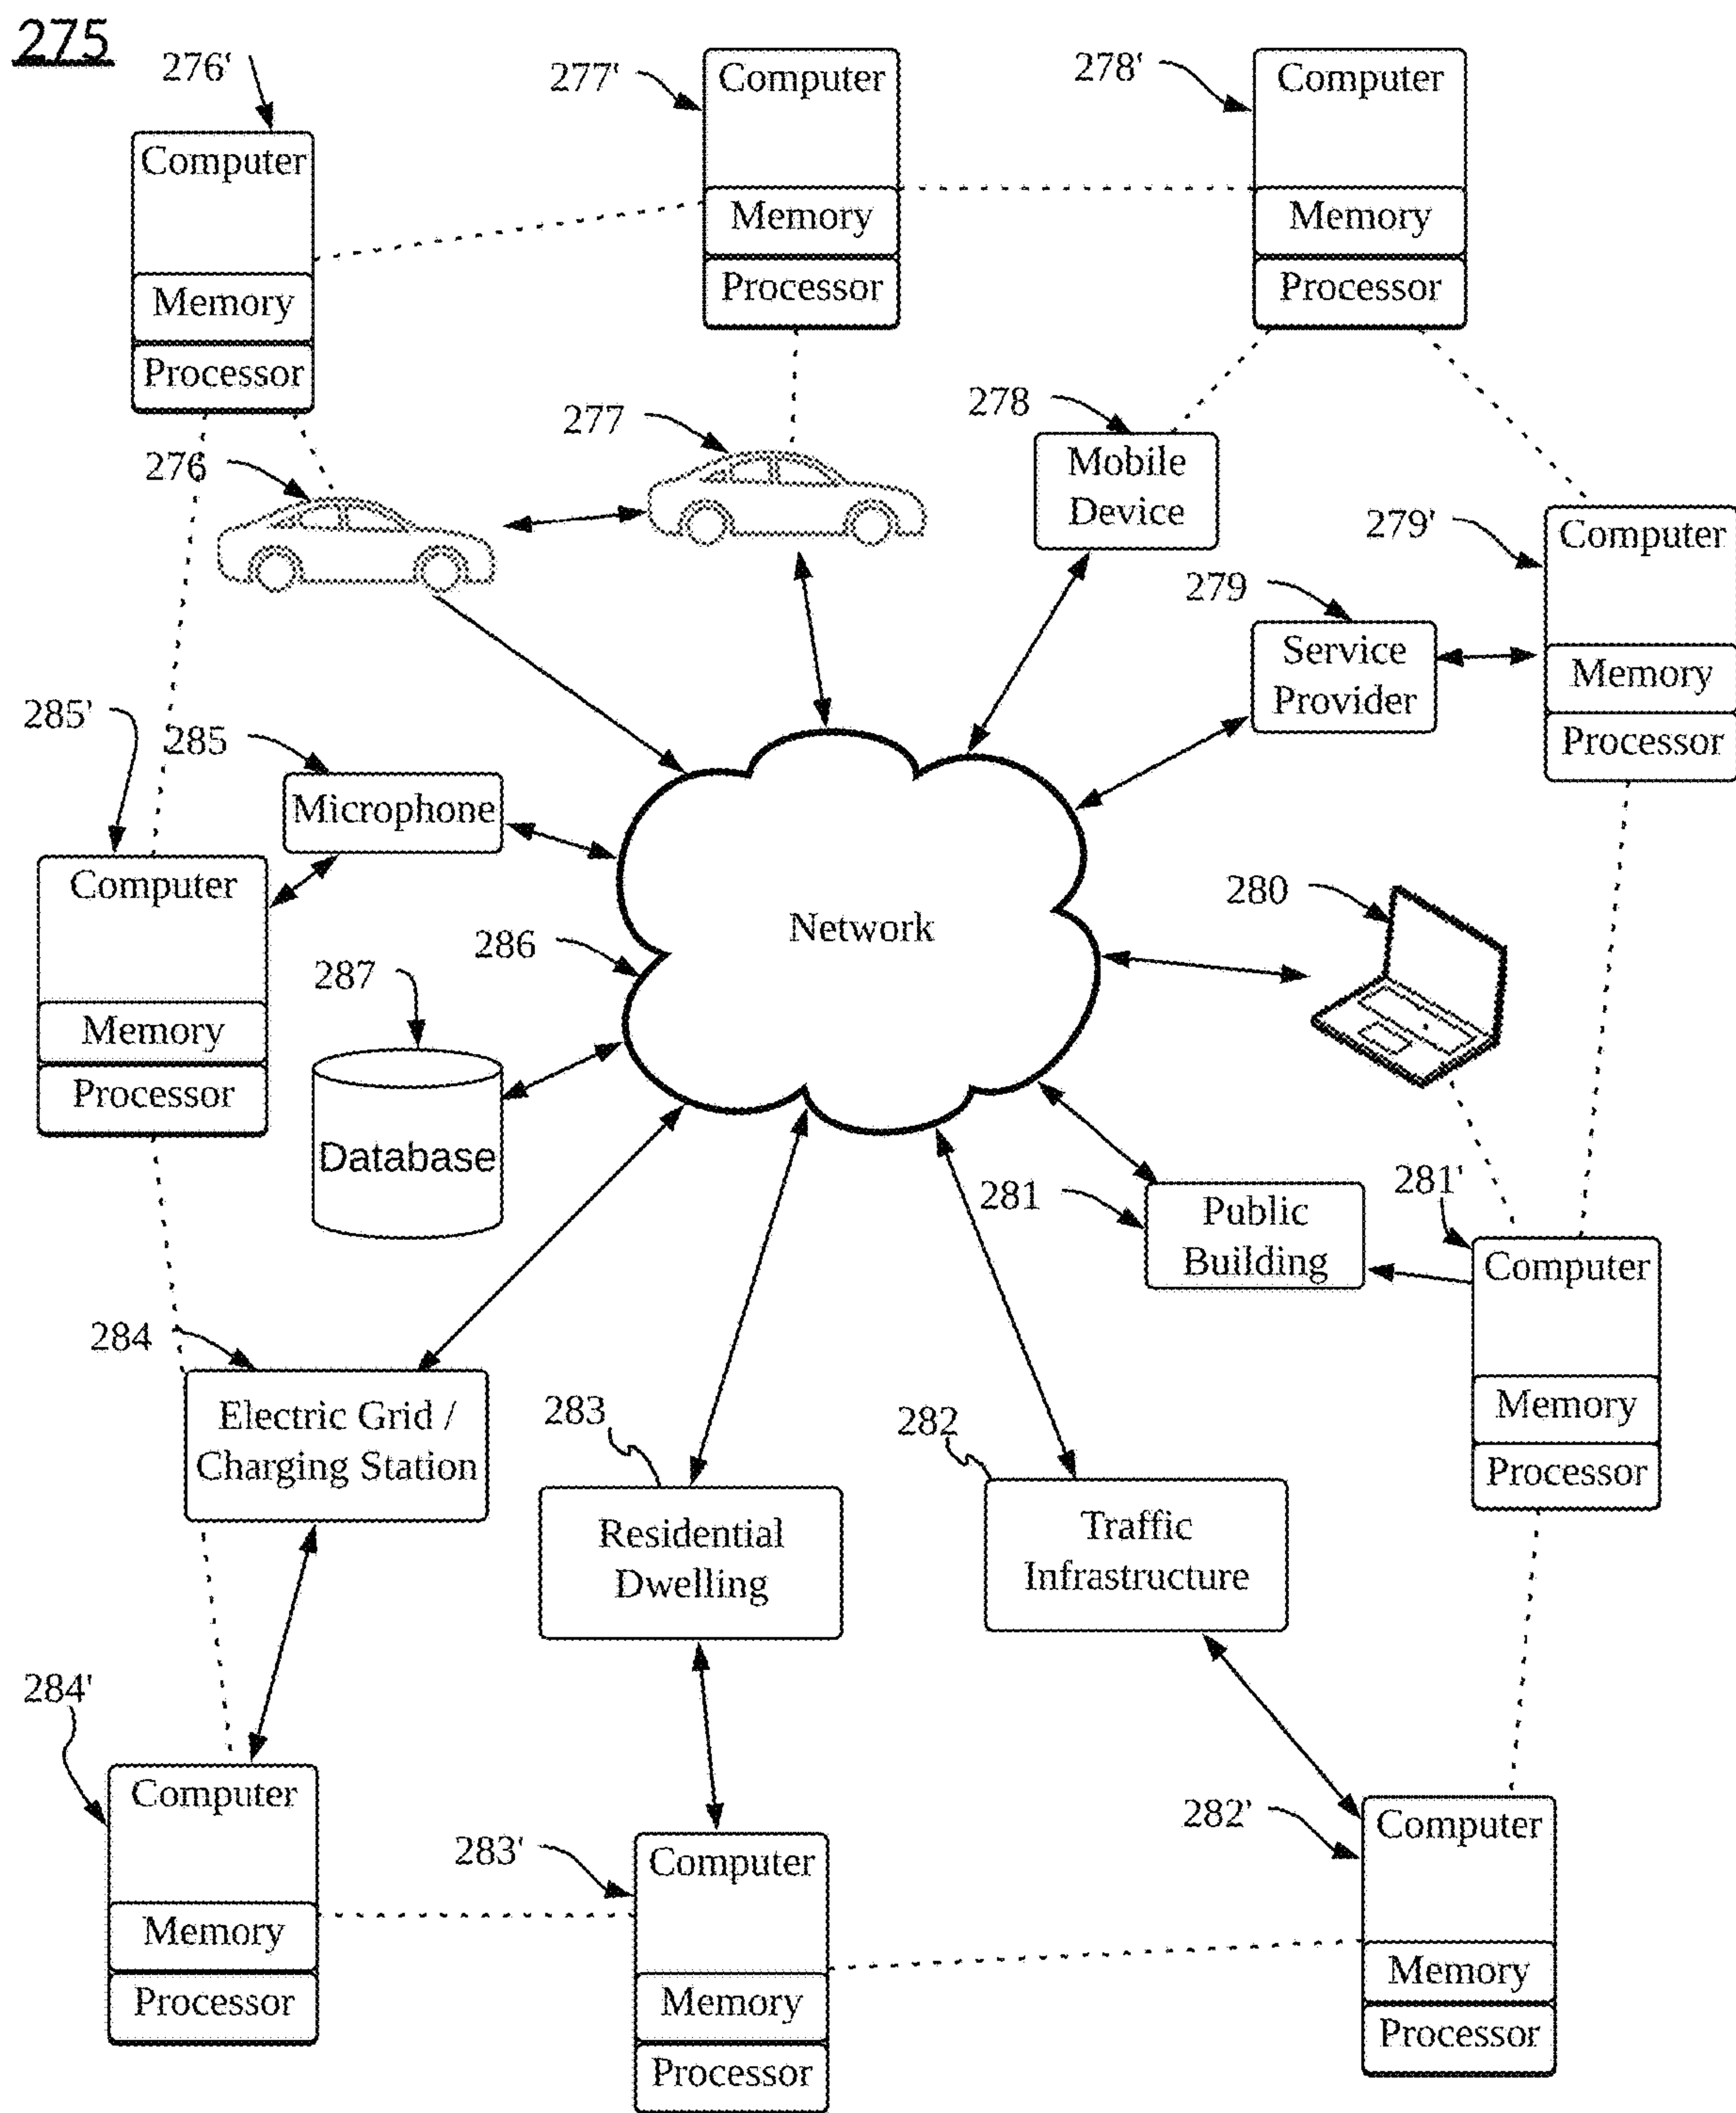 275
276'
277'
278'
Computer
Memory
Processor
Computer
Memory
Processor
Computer
Memory
Processor
276
277
278
Mobile
Device
279'
Computer
Memory
Processor
279
Service
Provider
285'
285
Microphone
Computer
Memory
Processor
Network
286
280
287
Database
281
Public
Building
281'
Computer
Memory
Processor
284
Electric Grid /
Charging Station
283
Residential
Dwelling
282
Traffic
Infrastructure
284'
Computer
Memory
Processor
283'
Computer
Memory
Processor
282'
Computer
Memory
Processor